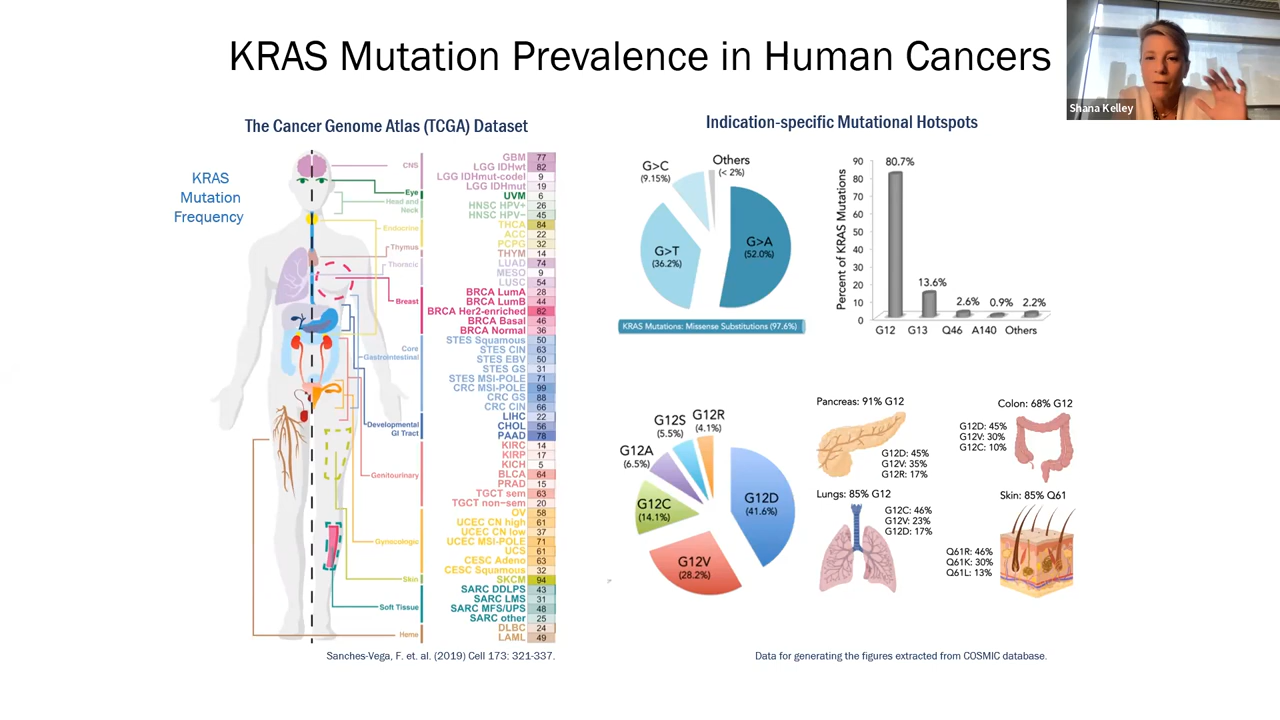 KRAS Mutation Prevalence in Human Cancers
Shana Kelley
The Cancer Genome Atlas (TCGA) Dataset
KRAS
Mutation
Frequency
CNS
Eye
Head and
Neck
Endocrine
Thymus
Thoracic
Breast
Core
Gastrointestinal
Developmental
GI Tract
Genitourinary
Gynecologic
Skin
Soft Tissue
Heme
GBM 77
LGG IDHwt 82
LGG IDHmut-codel 9
LGG IDHmut 19
UVM 6
HNSC HPV+ 26
HNSC HPV− 45
THCA 84
ACC 22
PCPG 32
THYM 14
LUAD 74
MESO 9
LUSC 54
BRCA LumA 28
BRCA LumB 44
BRCA Her2-enriched 82
BRCA Basal 46
BRCA Normal 36
STES Squamous 50
STES CIN 63
STES EBV 50
STES GS 31
STES MSI-POLE 71
CRC MSI-POLE 99
CRC GS 88
CRC CIN 66
LIHC 22
CHOL 56
PAAD 78
KIRC 14
KIRP 17
KICH 5
BLCA 64
PRAD 15
TGCT sem 63
TGCT non−sem 20
OV 58
UCEC CN high 61
UCEC CN low 37
UCEC MSI-POLE 71
UCS 61
CESC Adeno 63
CESC Squamous 32
SKCM 94
SARC DDLPS 43
SARC LMS 31
SARC MFS/UPS 48
SARC other 25
DLBC 24
LAML 49
Sanches-Vega, F. et. al. (2019) Cell 173: 321-337.
Indication-specific Mutational Hotspots
G>C
(9.15%)
Others
(< 2%)
G>T
(36.2%)
G>A
(52.0%)
KRAS Mutations: Missense Substitutions (97.6%)
Percent of KRAS Mutations
90
80
70
60
50
40
30
20
10
0
80.7%
13.6%
2.6%
0.9%
2.2%
G12 G13 Q46 A140 Others
G12S
(5.5%)
G12R
(4.1%)
G12A
(6.5%)
G12C
(14.1%)
G12D
(41.6%)
G12V
(28.2%)
Pancreas: 91% G12
G12D: 45%
G12V: 35%
G12R: 17%
Colon: 68% G12
G12D: 45%
G12V: 30%
G12C: 10%
Lungs: 85% G12
G12C: 46%
G12V: 23%
G12D: 17%
Skin: 85% Q61
Q61R: 46%
Q61K: 30%
Q61L: 13%
Data for generating the figures extracted from COSMIC database.